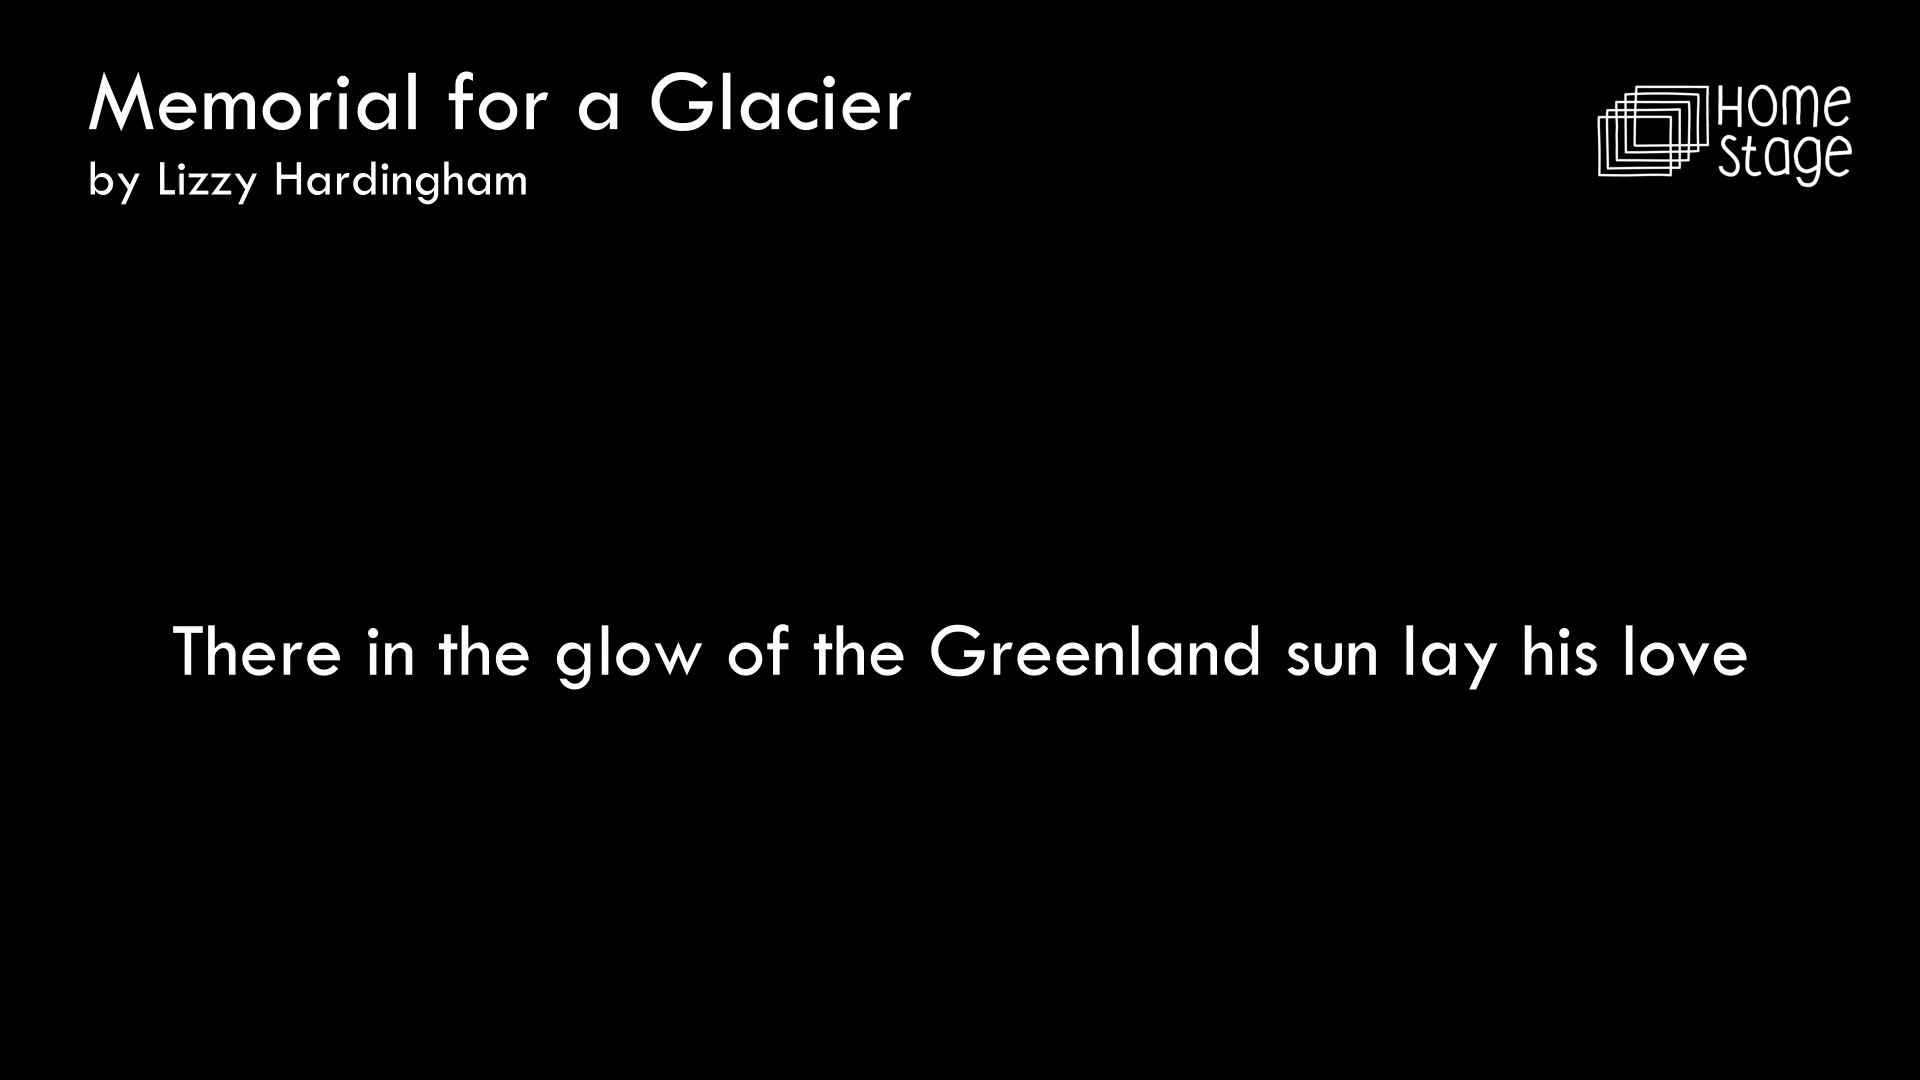 Memorial for a Glacier
by Lizzy Hardingham
Home
Stage
There in the glow of the Greenland sun lay his love